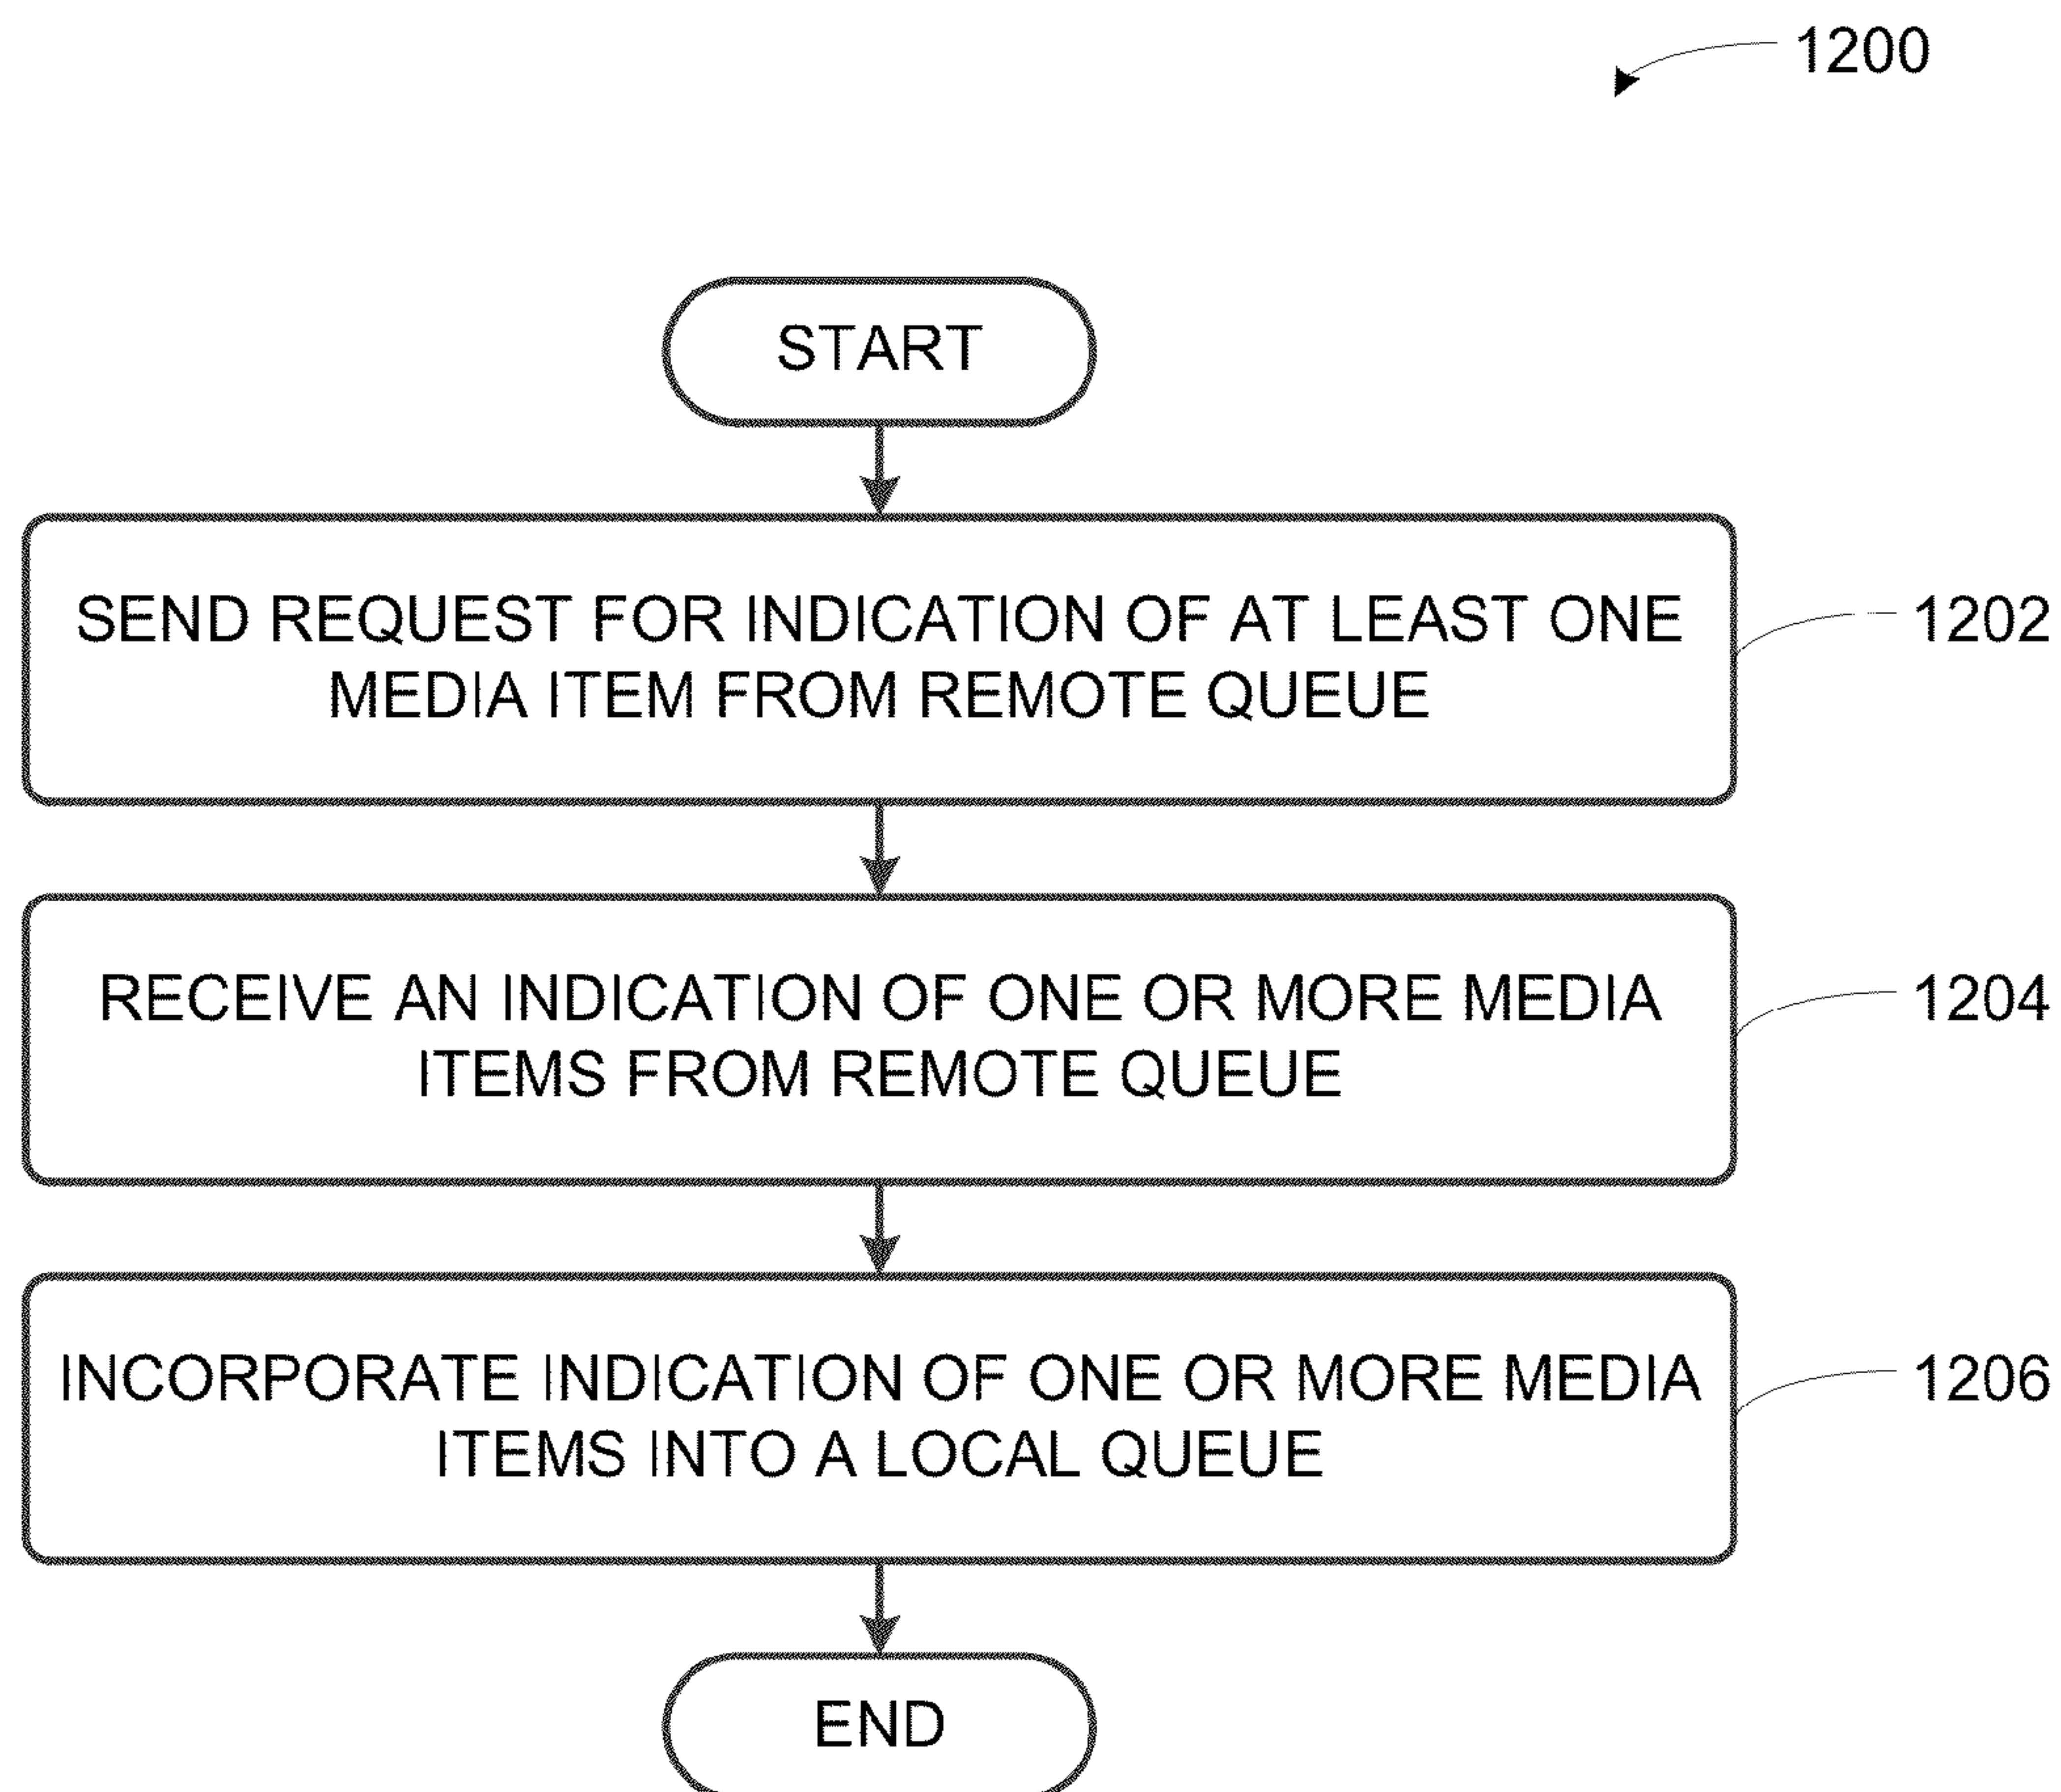 1200
START
SEND REQUEST FOR INDICATION OF AT LEAST ONE
MEDIA ITEM FROM REMOTE QUEUE
1202
RECEIVE AN INDICATION OF ONE OR MORE MEDIA
ITEMS FROM REMOTE QUEUE
1204
INCORPORATE INDICATION OF ONE OR MORE MEDIA
ITEMS INTO A LOCAL QUEUE
1206
END